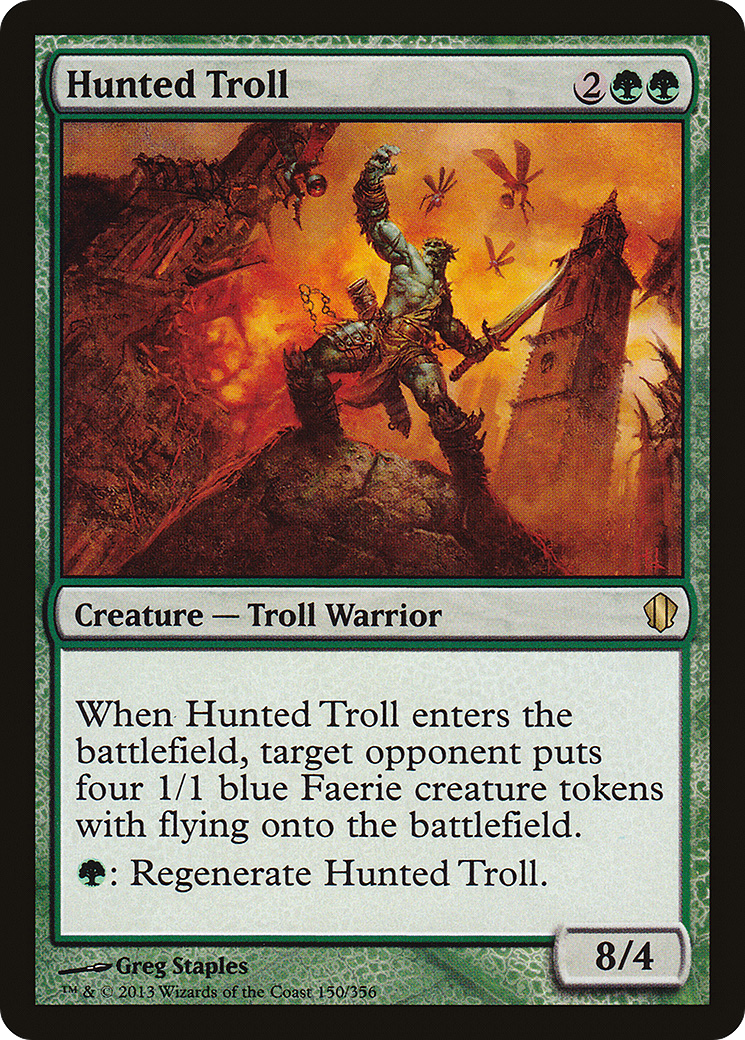 Hunted Troll 2
Creature — Troll Warrior
When Hunted Troll enters the
battlefield, target opponent puts
four 1/1 blue Faerie creature tokens
with flying onto the battlefield.
: Regenerate Hunted Troll.
8/4
Greg Staples
™ & © 2013 Wizards of the Coast 150/356